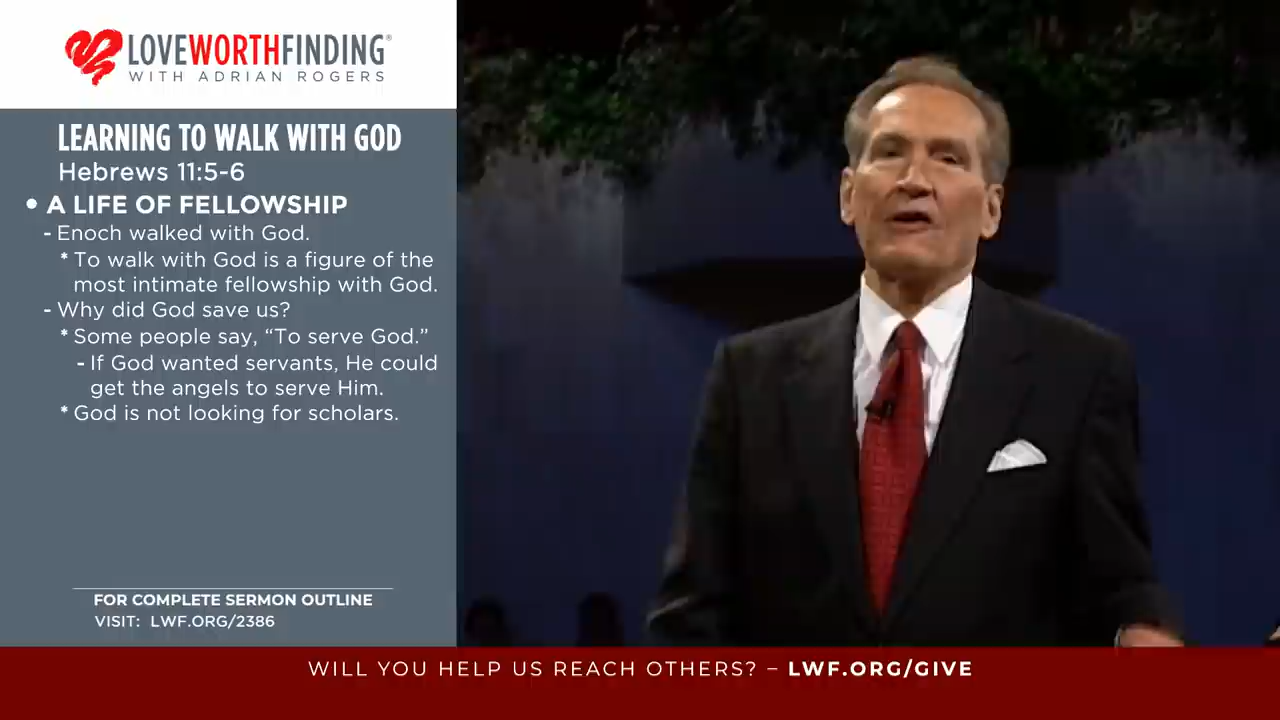 LOVEWORTHFINDING®
WITH ADRIAN ROGERS
LEARNING TO WALK WITH GOD
Hebrews 11:5-6
• A LIFE OF FELLOWSHIP
- Enoch walked with God.
* To walk with God is a figure of the
most intimate fellowship with God.
- Why did God save us?
* Some people say, “To serve God.”
- If God wanted servants, He could
get the angels to serve Him.
* God is not looking for scholars.
FOR COMPLETE SERMON OUTLINE
VISIT: LWF.ORG/2386
WILL YOU HELP US REACH OTHERS? – LWF.ORG/GIVE